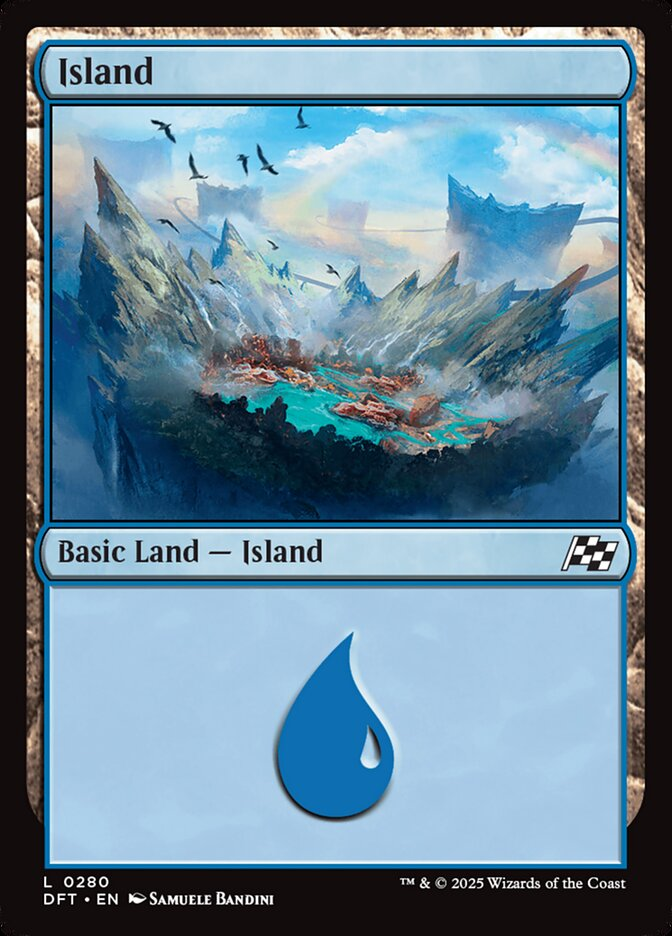 Island
Basic Land — Island
L 0280
DFT • EN Samuele Bandini
™ & © 2025 Wizards of the Coast